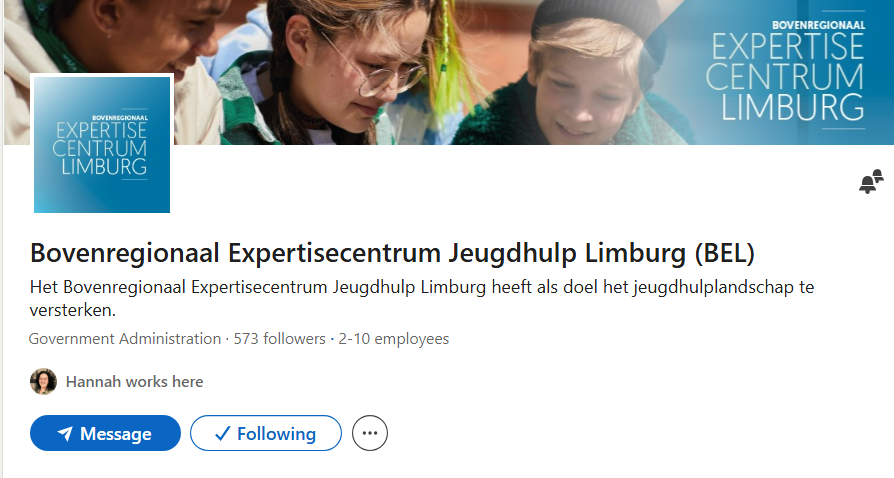 BOVENREGIONAAL
EXPERTISE
CENTRUM
LIMBURG
BOVENREGIONAAL
EXPERTISE
CENTRUM
LIMBURG
Bovenregionaal Expertisecentrum Jeugdhulp Limburg (BEL)
Het Bovenregionaal Expertisecentrum Jeugdhulp Limburg heeft als doel het jeugdhulplandschap te
versterken.
Government Administration · 573 followers · 2-10 employees
Hannah works here
Message
Following